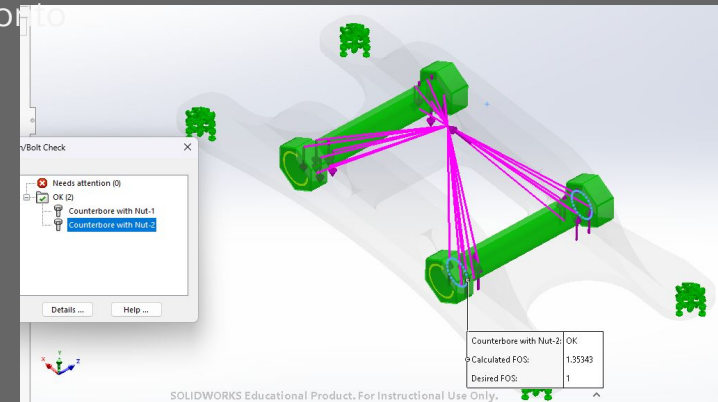 onto
n/Bolt Check
Needs attention (0)
OK (2)
Counterbore with Nut-1
Counterbore with Nut-2
Details ...
Help ...
Counterbore with Nut-2: OK
Calculated FOS: 1.35343
Desired FOS: 1
X
Y
Z
SOLIDWORKS Educational Product. For Instructional Use Only.